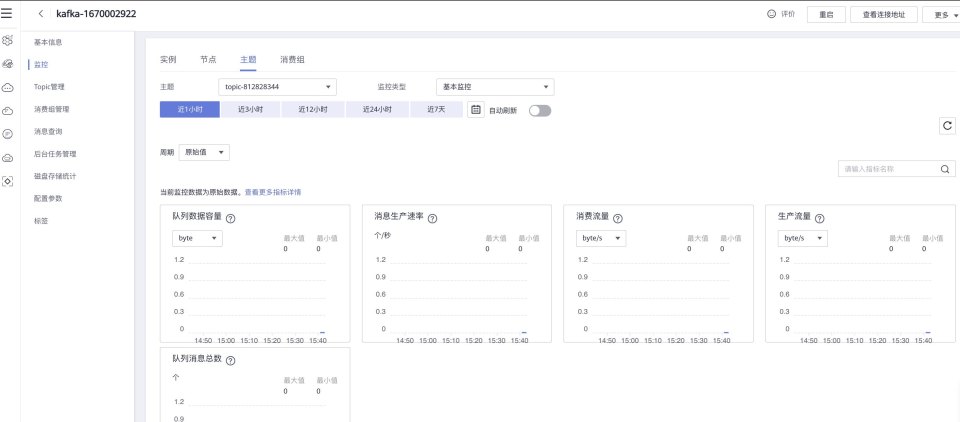 kafka-1670002922
评价
重启
查看连接地址
更多
基本信息
监控
Topic管理
消费组管理
消息查询
后台任务管理
磁盘存储统计
配置参数
标签
实例 节点 主题 消费组
主题 topic-812828344 监控类型 基本监控
近1小时 近3小时 近12小时 近24小时 近7天 自动刷新
周期 原始值
请输入指标名称
当前监控数据为原始数据。查看更多指标详情
队列数据容量
byte 最大值 最小值
0 0
1.2
0.9
0.6
0.3
0
14:50 15:00 15:10 15:20 15:30 15:40
消息生产速率
个/秒 最大值 最小值
0 0
1.2
0.9
0.6
0.3
0
14:50 15:00 15:10 15:20 15:30 15:40
消费流量
byte/s 最大值 最小值
0 0
1.2
0.9
0.6
0.3
0
14:50 15:00 15:10 15:20 15:30 15:40
生产流量
byte/s 最大值 最小值
0 0
1.2
0.9
0.6
0.3
0
14:50 15:00 15:10 15:20 15:30 15:40
队列消息总数
个 最大值 最小值
0 0
1.2
0.9